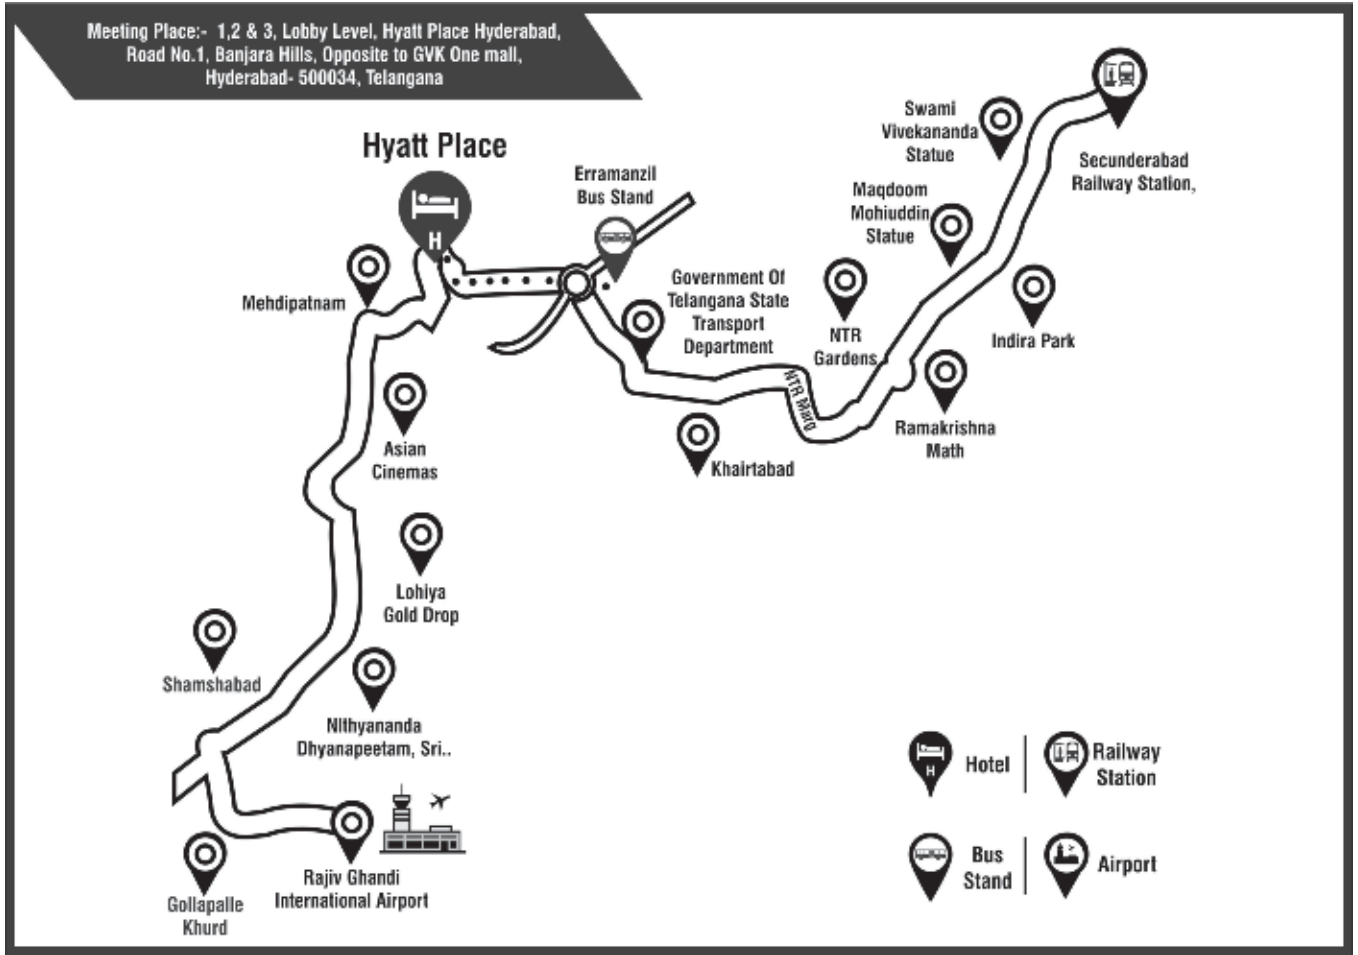 Meeting Place:- 1,2 & 3, Lobby Level, Hyatt Place Hyderabad,
Road No.1, Banjara Hills, Opposite to GVK One mall,
Hyderabad- 500034, Telangana
Hyatt Place
H
Erramanzil
Bus Stand
Swami
Vivekananda
Statue
Secunderabad
Railway Station,
Maqdoom
Mohiuddin
Statue
Mehdipatnam
Government Of
Telangana State
Transport
Department
NTR
Gardens
Indira Park
NTR Marg
Ramakrishna
Math
Khairtabad
Asian
Cinemas
Lohiya
Gold Drop
Shamshabad
NIthyananda
Dhyanapeetam, Sri..
Rajiv Ghandi
International Airport
Gollapalle
Khurd
H
Hotel
Railway
Station
Bus
Stand
Airport